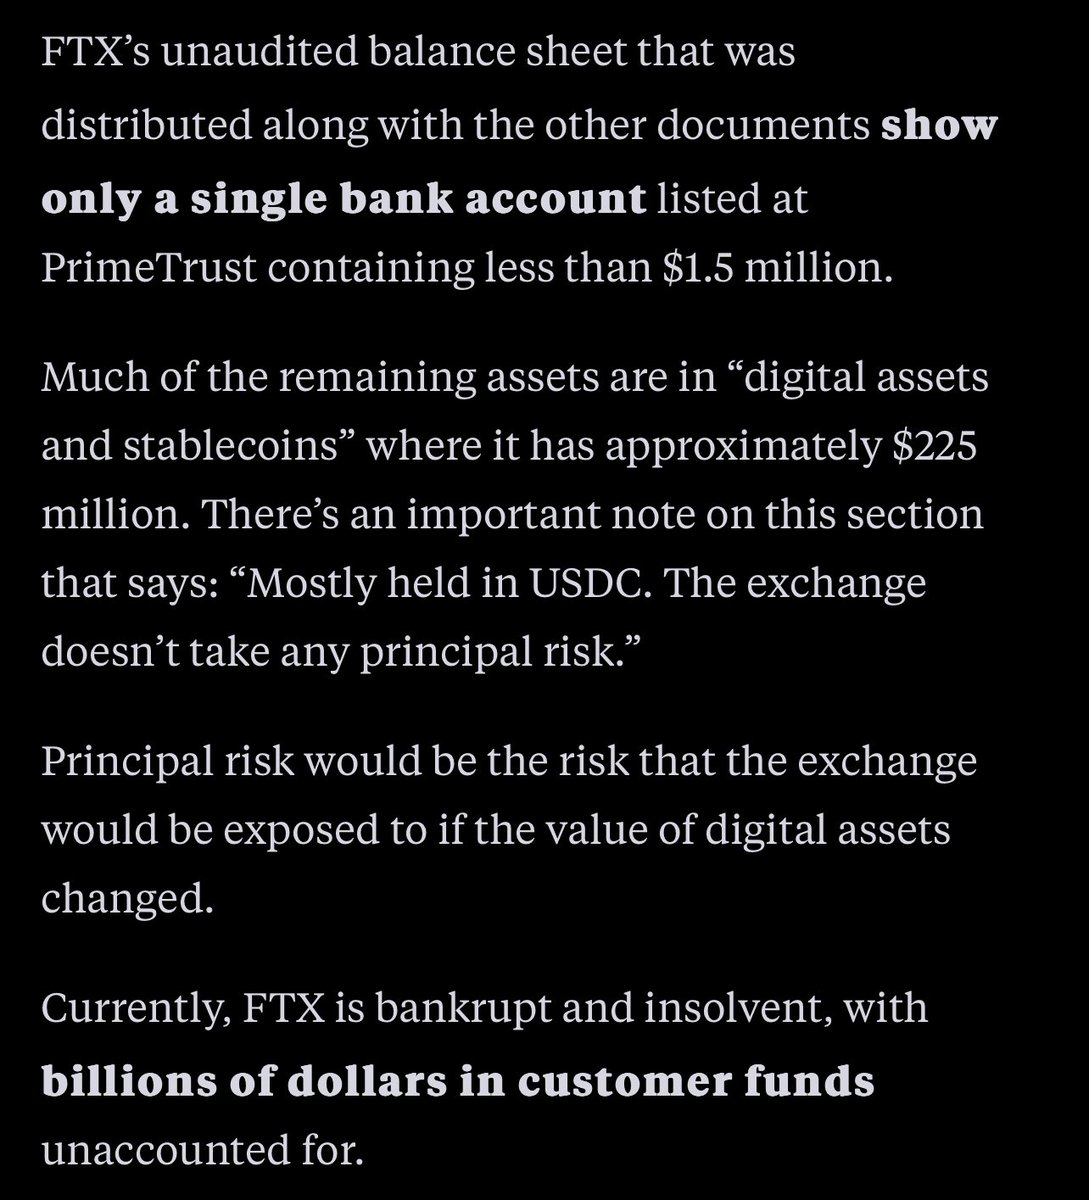 FTX’s unaudited balance sheet that was
distributed along with the other documents show
only a single bank account listed at
PrimeTrust containing less than $1.5 million.
Much of the remaining assets are in “digital assets
and stablecoins” where it has approximately $225
million. There’s an important note on this section
that says: “Mostly held in USDC. The exchange
doesn’t take any principal risk.”
Principal risk would be the risk that the exchange
would be exposed to if the value of digital assets
changed.
Currently, FTX is bankrupt and insolvent, with
billions of dollars in customer funds
unaccounted for.